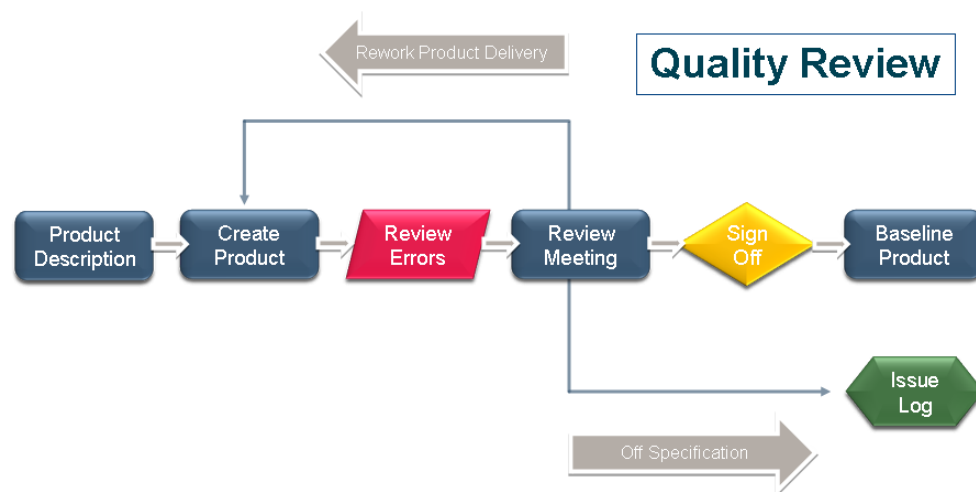 Rework Product Delivery
Quality Review
Product
Description
Create
Product
Review
Errors
Review
Meeting
Sign
Off
Baseline
Product
Issue
Log
Off Specification